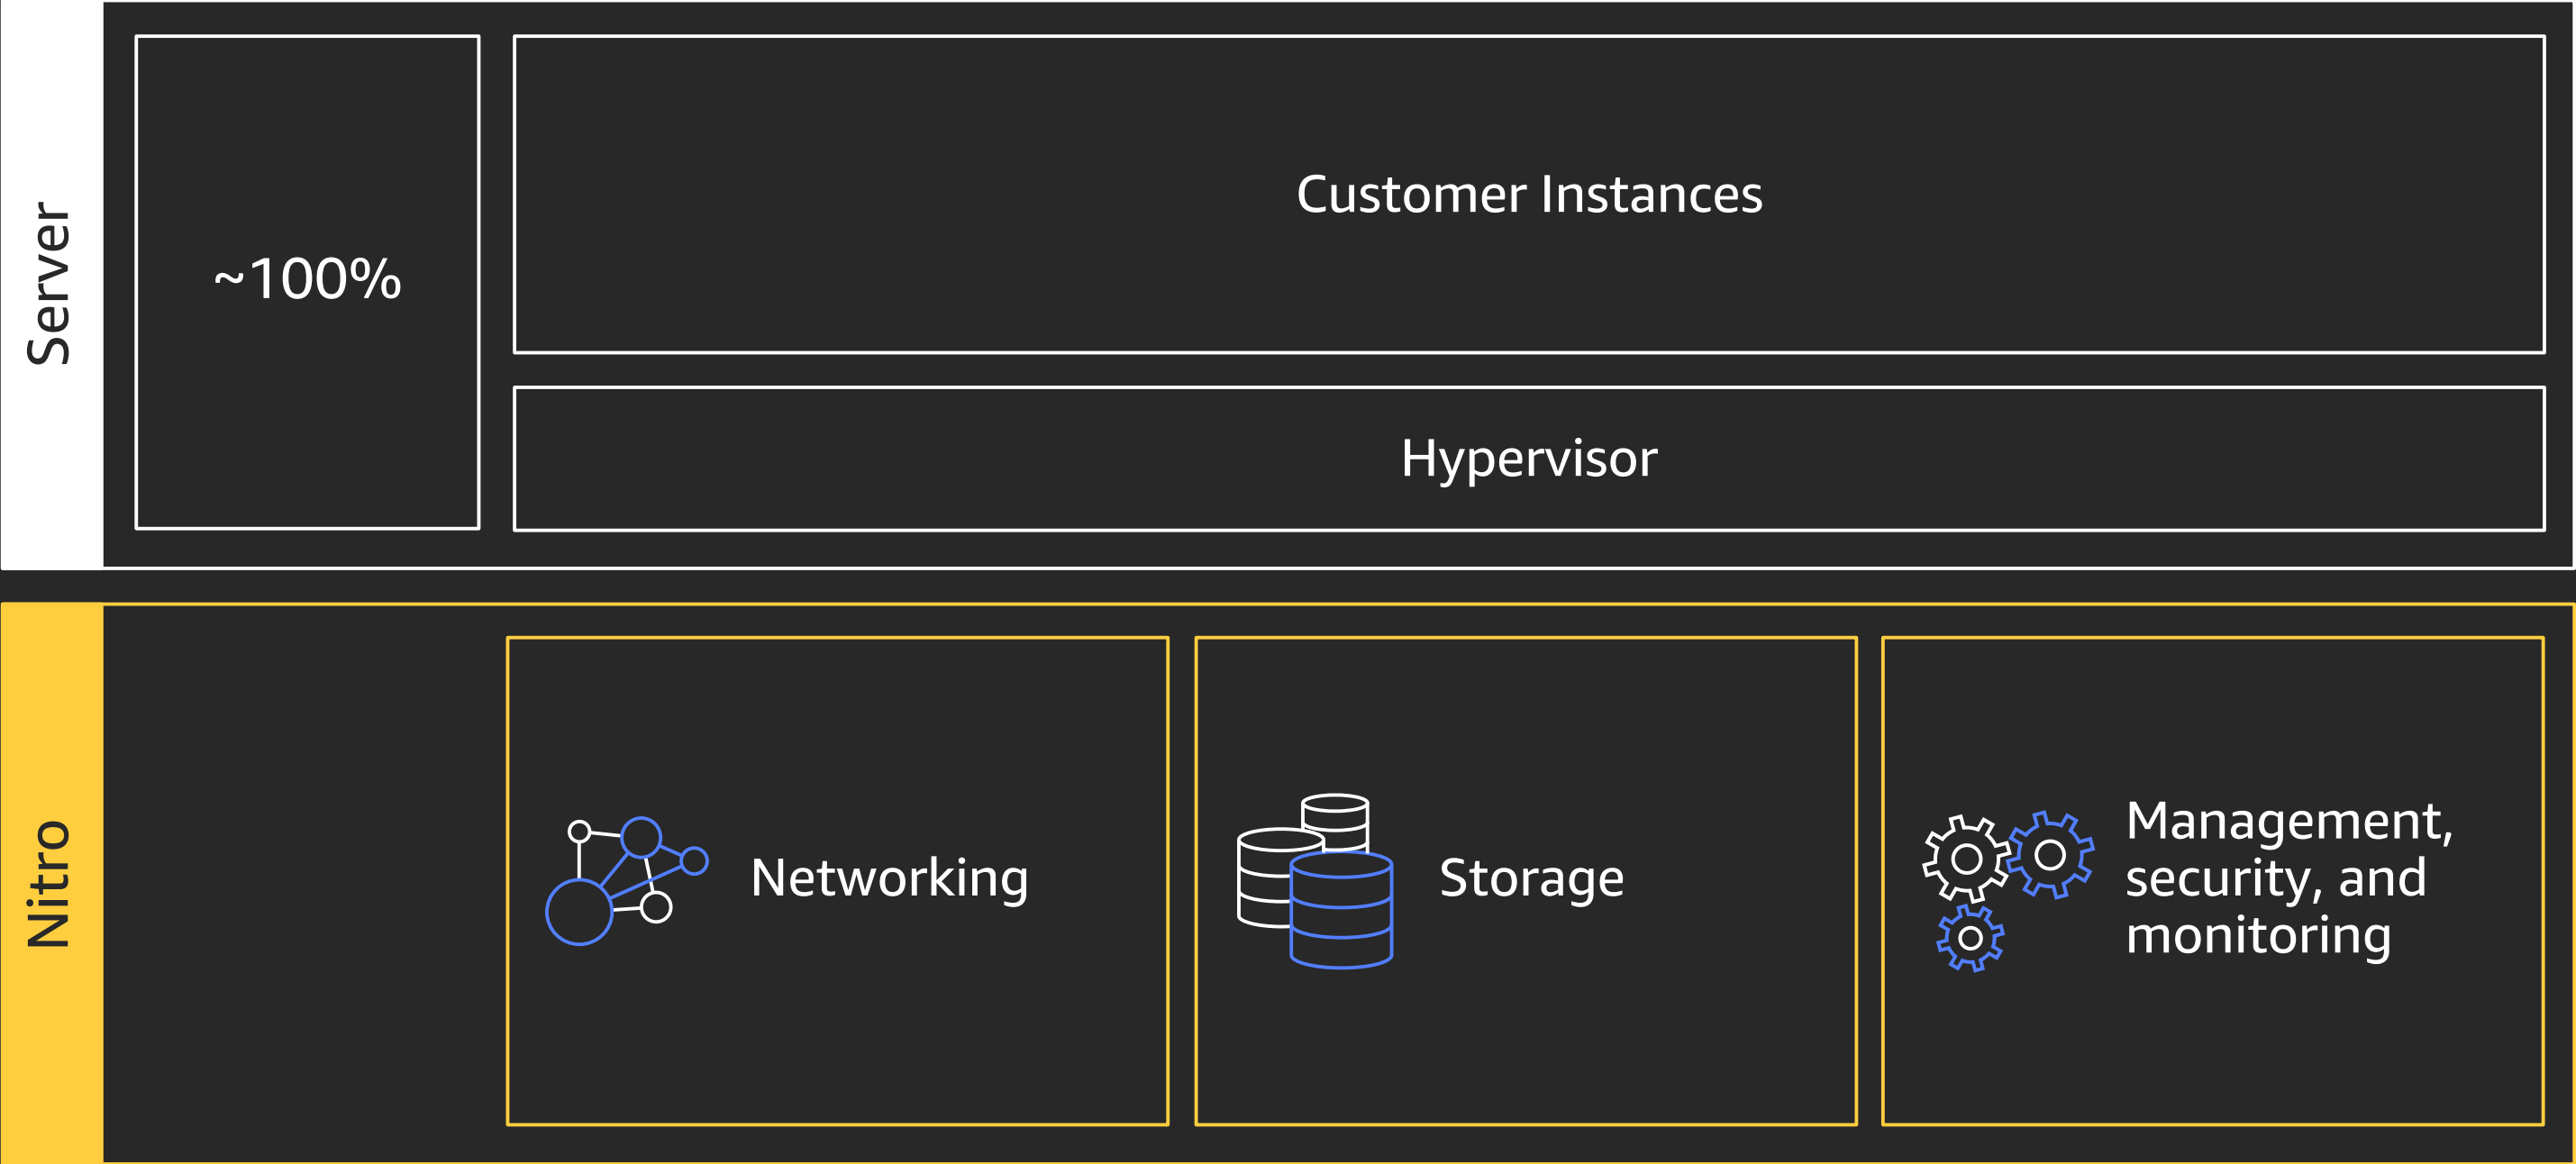 Server
~100%
Customer Instances
Hypervisor
Nitro
Networking
Storage
Management,
security, and
monitoring